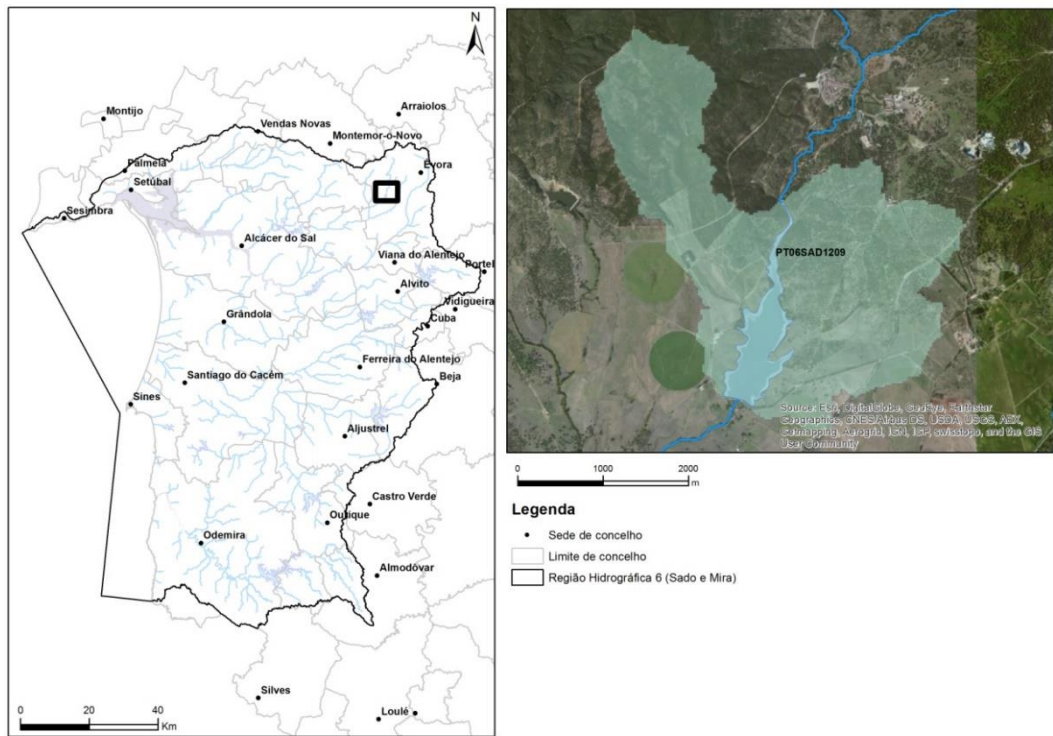 N
Montijo
Arraiolos
Vendas Novas
Montemor-o-Novo
Palmela
Évora
Setúbal
Sesimbra
Alcácer do Sal
Viana do Alentejo
Portel
Alvito
Vidigueira
Grândola
Cuba
Ferreira do Alentejo
Santiago do Cacém
Beja
Sines
Aljustrel
Castro Verde
Ourique
Odemira
Almodôvar
Silves
Loulé
0 20 40
Km
PT06SAD1209
Source: Esri, DigitalGlobe, GeoEye, Earthstar
Geographics, CNES/Airbus DS, USDA, USGS, AEX,
Getmapping, Aerogrid, IGN, IGP, swisstopo, and the GIS
User Community
0 1000 2000
m
Legenda
Sede de concelho
Limite de concelho
Região Hidrográfica 6 (Sado e Mira)